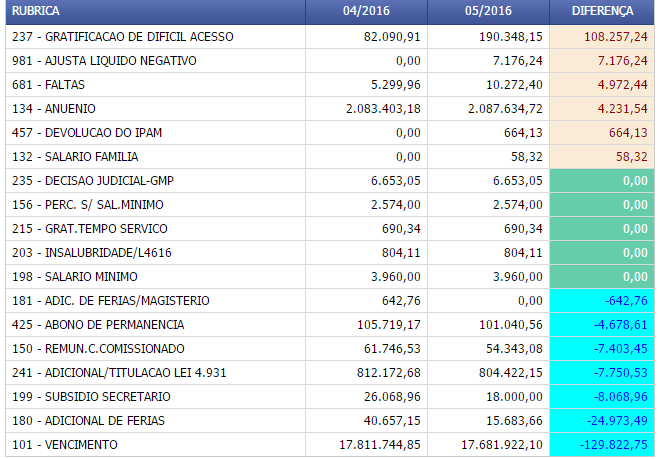 RUBRICA 04/2016 05/2016 DIFERENÇA
237 - GRATIFICACAO DE DIFICIL ACESSO 82.090,91 190.348,15 108.257,24
981 - AJUSTA LIQUIDO NEGATIVO 0,00 7.176,24 7.176,24
681 - FALTAS 5.299,96 10.272,40 4.972,44
134 - ANUENIO 2.083.403,18 2.087.634,72 4.231,54
457 - DEVOLUCAO DO IPAM 0,00 664,13 664,13
132 - SALARIO FAMILIA 0,00 58,32 58,32
235 - DECISAO JUDICIAL-GMP 6.653,05 6.653,05 0,00
156 - PERC. S/ SAL.MINIMO 2.574,00 2.574,00 0,00
215 - GRAT.TEMPO SERVICO 690,34 690,34 0,00
203 - INSALUBRIDADE/L4616 804,11 804,11 0,00
198 - SALARIO MINIMO 3.960,00 3.960,00 0,00
181 - ADIC. DE FERIAS/MAGISTERIO 642,76 0,00 -642,76
425 - ABONO DE PERMANENCIA 105.719,17 101.040,56 -4.678,61
150 - REMUN.C.COMISSIONADO 61.746,53 54.343,08 -7.403,45
241 - ADICIONAL/TITULACAO LEI 4.931 812.172,68 804.422,15 -7.750,53
199 - SUBSIDIO SECRETARIO 26.068,96 18.000,00 -8.068,96
180 - ADICIONAL DE FERIAS 40.657,15 15.683,66 -24.973,49
101 - VENCIMENTO 17.811.744,85 17.681.922,10 -129.822,75